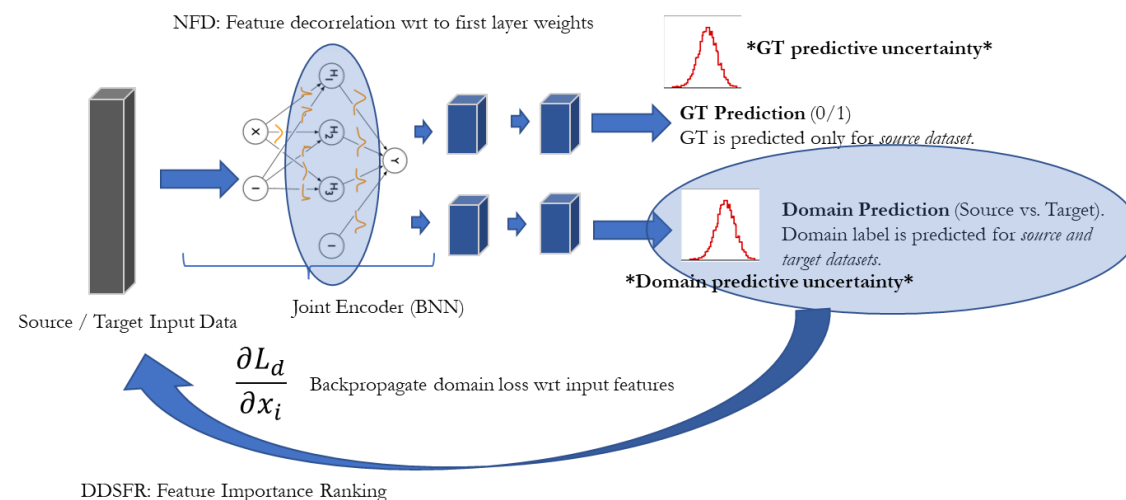 NFD: Feature decorrelation wrt to first layer weights
*GT predictive uncertainty*
H1
X
H2
Y
I
H3
I
GT Prediction (0/1)
GT is predicted only for source dataset.
Domain Prediction (Source vs. Target).
Domain label is predicted for source and
target datasets.
*Domain predictive uncertainty*
Joint Encoder (BNN)
Source / Target Input Data
∂L_d
∂x_i
Backpropagate domain loss wrt input features
DDSFR: Feature Importance Ranking